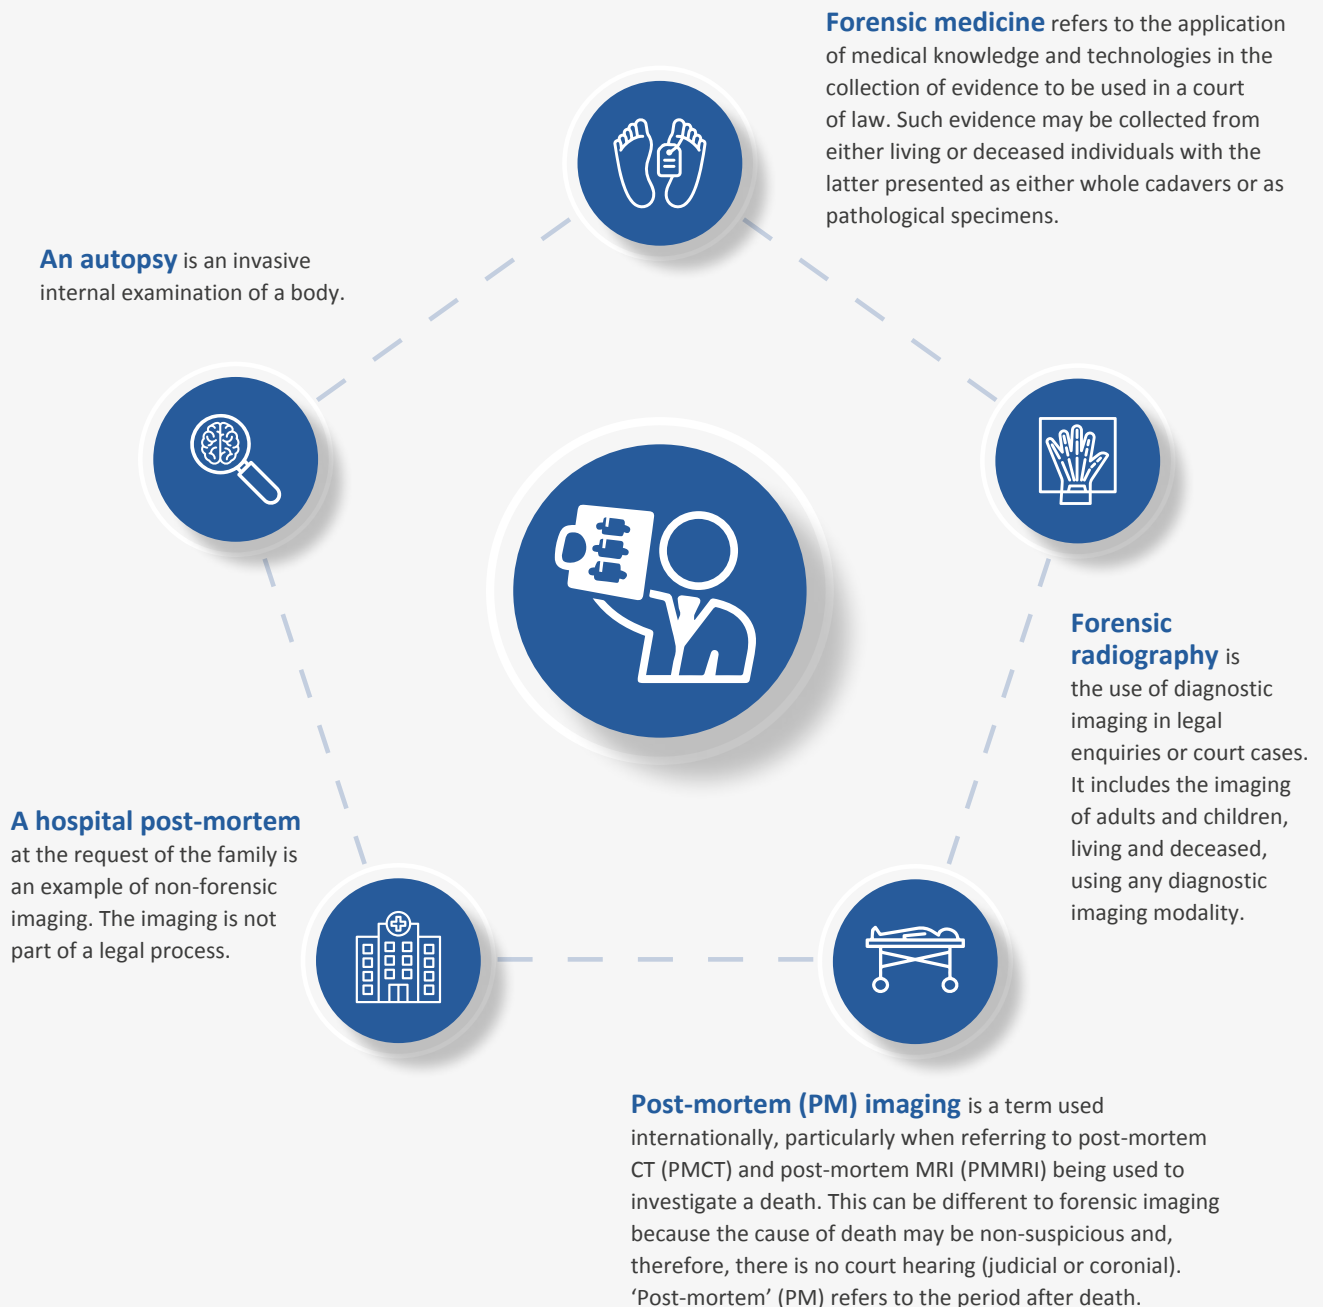 Forensic medicine refers to the application
of medical knowledge and technologies in the
collection of evidence to be used in a court
of law. Such evidence may be collected from
either living or deceased individuals with the
latter presented as either whole cadavers or as
pathological specimens.
An autopsy is an invasive
internal examination of a body.
Forensic
radiography is
the use of diagnostic
imaging in legal
enquiries or court cases.
It includes the imaging
of adults and children,
living and deceased,
using any diagnostic
imaging modality.
A hospital post-mortem
at the request of the family is
an example of non-forensic
imaging. The imaging is not
part of a legal process.
Post-mortem (PM) imaging is a term used
internationally, particularly when referring to post-mortem
CT (PMCT) and post-mortem MRI (PMMRI) being used to
investigate a death. This can be different to forensic imaging
because the cause of death may be non-suspicious and,
therefore, there is no court hearing (judicial or coronial).
‘Post-mortem’ (PM) refers to the period after death.